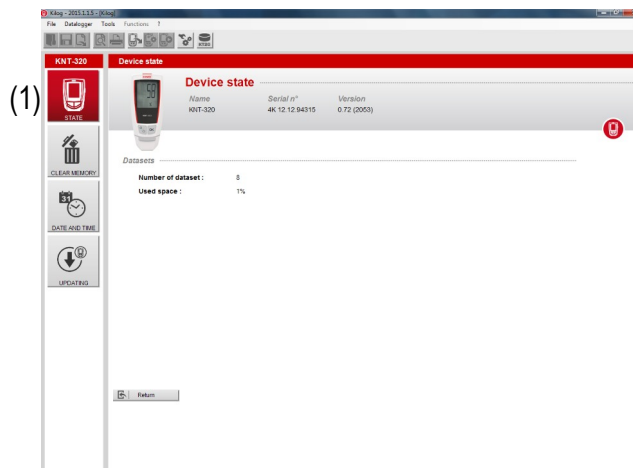 Kilog - 2015.1.1.5 - [Kilog]
File Datalogger Tools Functions ?
KNT-320
Device state
(1)
STATE
Device state
Name Serial n° Version
KNT-320 4K 12.12.94315 0.72 (2053)
CLEAR MEMORY
Datasets
Number of dataset : 8
Used space : 1%
DATE AND TIME
UPDATING
Return